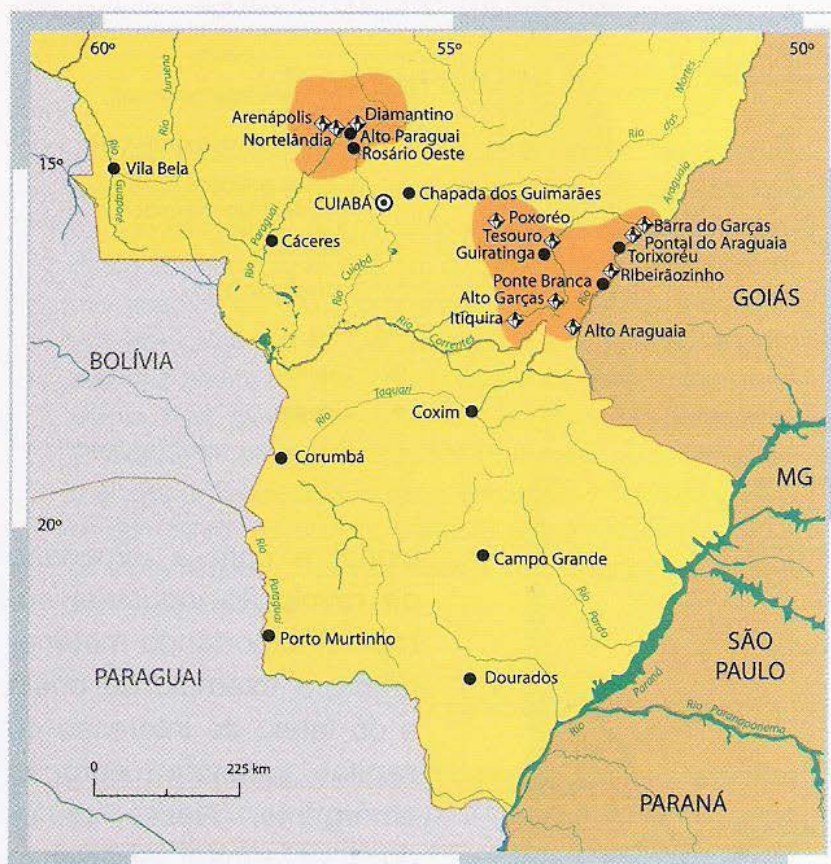 60º
55º
50º
Rio Juruena
Rio das Mortes
Arenápolis
Diamantino
Nortelândia
Alto Paraguai
Rosário Oeste
15º
Vila Bela
Rio Guaporé
Rio Araguaia
CUIABÁ
Chapada dos Guimarães
Poxoréo
Barra do Garças
Tesouro
Pontal do Araguaia
Guiratinga
Torixoréu
Cáceres
Rio Paraguai
Rio Cuiabá
Ponte Branca
RIbeirãozinho
Alto Garças
Itiquira
Alto Araguaia
GOIÁS
Rio Correntes
BOLÍVIA
Rio Taquari
Coxim
Corumbá
MG
20º
Campo Grande
Rio Paraguai
Rio Pardo
Porto Murtinho
SÃO
PAULO
PARAGUAI
Dourados
Rio Paraná
Rio Paranapanema
0
225 km
PARANÁ